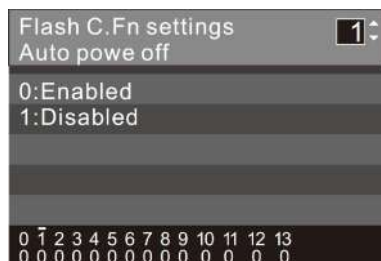 Flash C.Fn settings
Auto powe off
1
0:Enabled
1:Disabled
0 1 2 3 4 5 6 7 8 9 10 11 12 13
0 0 0 0 0 0 0 0 0 0 0 0 0 0